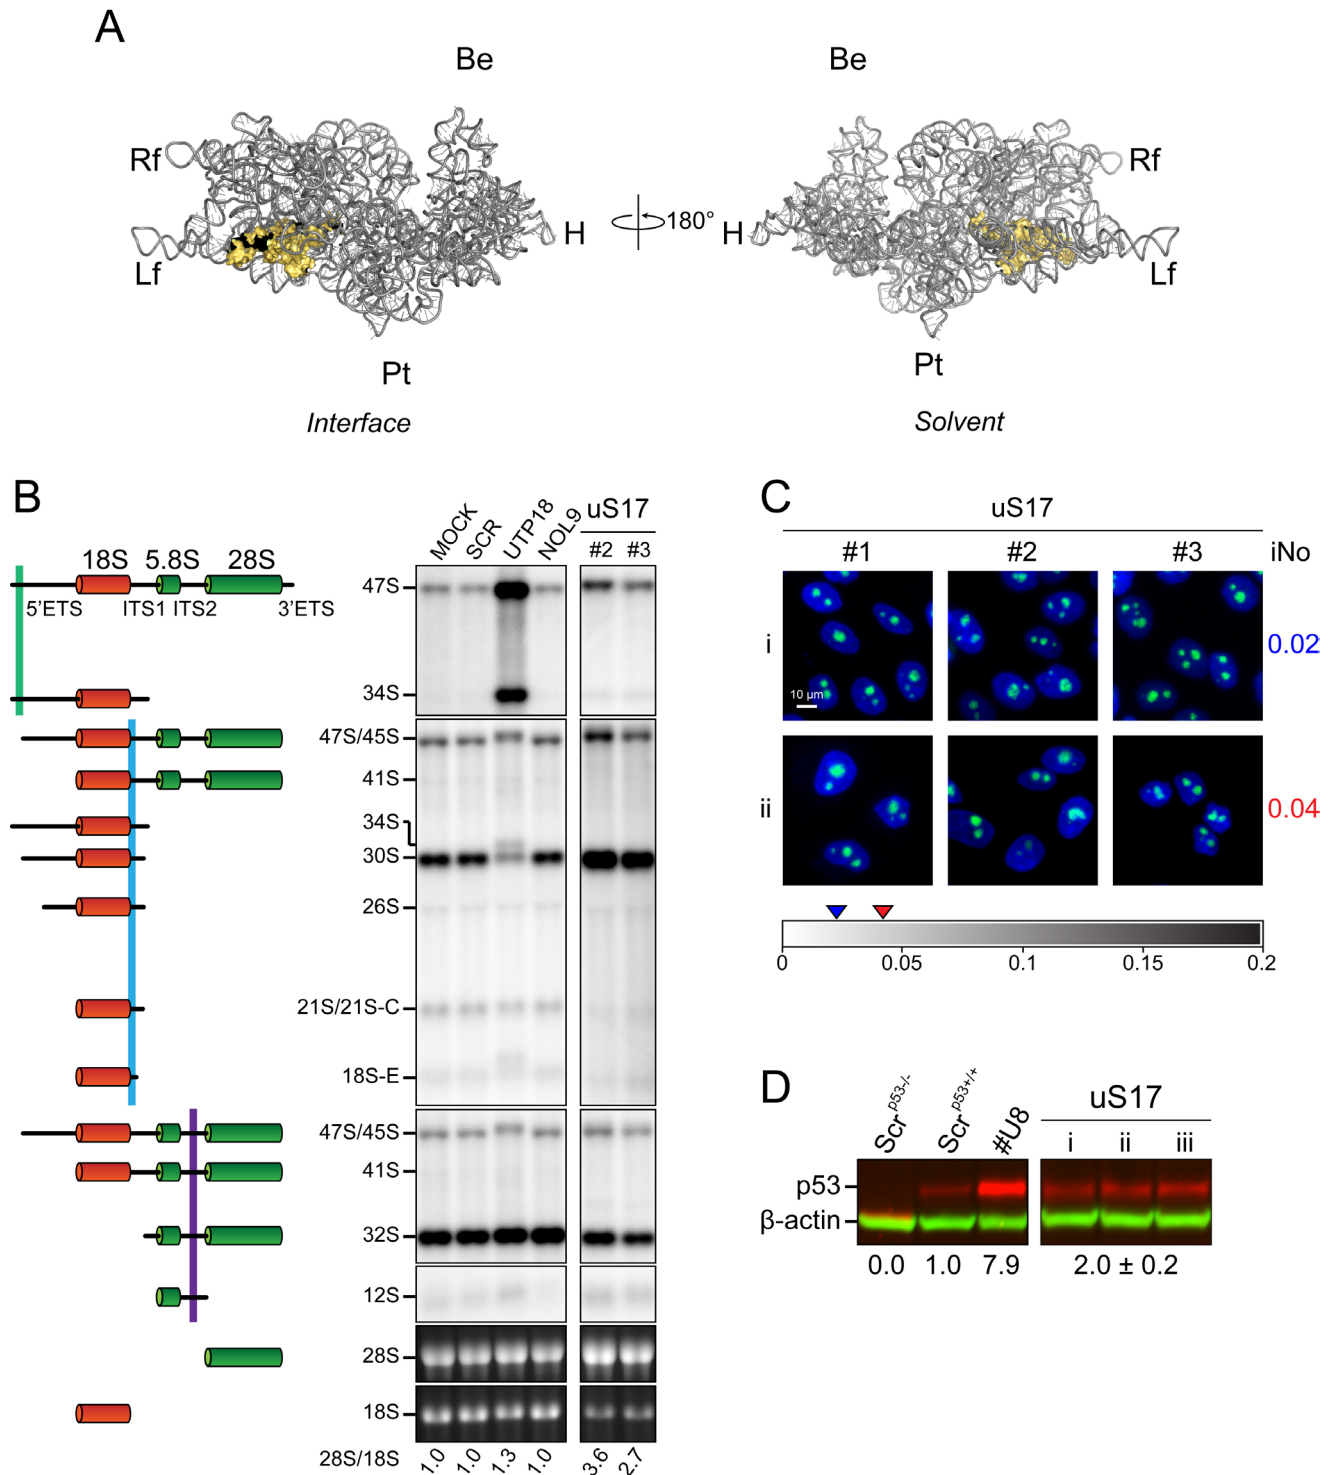 A
Be
Be
Rf
Rf
H
180°
H
Lf
Lf
Pt
Pt
Interface
Solvent
B
MOCK
SCR
UTP18
NOL9
uS17
#2
#3
18S
5.8S
28S
5'ETS
ITS1
ITS2
3'ETS
47S
34S
47S/45S
41S
34S
30S
26S
21S/21S-C
18S-E
47S/45S
41S
32S
12S
28S
18S
28S/18S
1.0
1.0
1.3
1.0
3.6
2.7
C
uS17
#1
#2
#3
iNo
i
10 µm
0.02
ii
0.04
0
0.05
0.1
0.15
0.2
D
Scr p53-/-
Scr p53+/+
#U8
uS17
i
ii
iii
p53
β-actin
0.0
1.0
7.9
2.0 ± 0.2